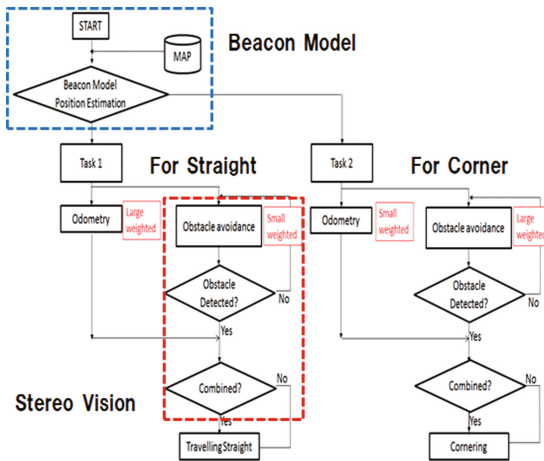 START
Beacon Model
MAP
Beacon Model
Position Estimation
Task 1
For Straight
Task 2
For Corner
Odometry
Large
weighted
Obstacle avoidance
Small
weighted
Odometry
Small
weighted
Obstacle avoidance
Large
weighted
Obstacle
Detected?
No
Yes
Obstacle
Detected?
No
Yes
Combined?
No
Yes
Combined?
No
Yes
Stereo Vision
Travelling Straight
Cornering